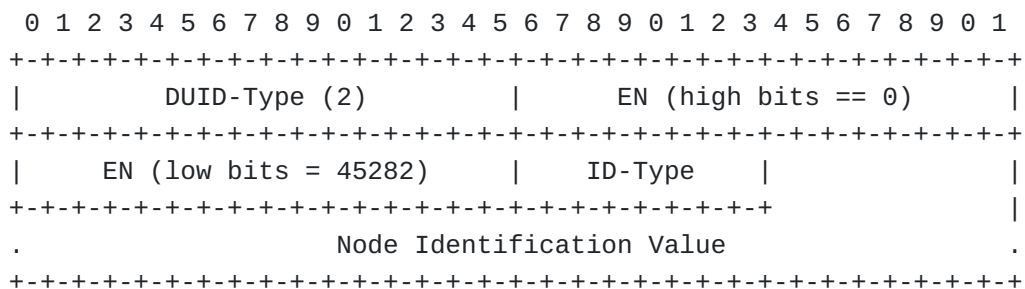 0 1 2 3 4 5 6 7 8 9 0 1 2 3 4 5 6 7 8 9 0 1 2 3 4 5 6 7 8 9 0 1
+-+-+-+-+-+-+-+-+-+-+-+-+-+-+-+-+-+-+-+-+-+-+-+-+-+-+-+-+-+-+-+-+
|         DUID-Type (2)         |       EN (high bits == 0)      |
+-+-+-+-+-+-+-+-+-+-+-+-+-+-+-+-+-+-+-+-+-+-+-+-+-+-+-+-+-+-+-+-+
|     EN (low bits = 45282)     |    ID-Type    |               |
+-+-+-+-+-+-+-+-+-+-+-+-+-+-+-+-+-+-+-+-+-+-+-+-+               |
.                    Node Identification Value                  .
+-+-+-+-+-+-+-+-+-+-+-+-+-+-+-+-+-+-+-+-+-+-+-+-+-+-+-+-+-+-+-+-+